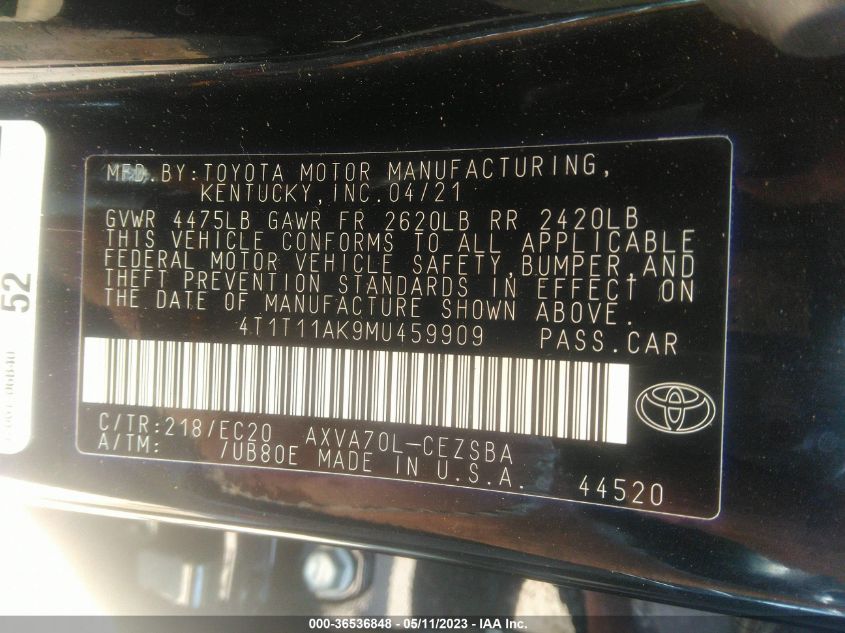 MFD.BY:TOYOTA MOTOR MANUFACTURING,
KENTUCKY,INC.04/21
GVWR 4475LB GAWR FR 2620LB RR 2420LB
THIS VEHICLE CONFORMS TO ALL APPLICABLE
FEDERAL MOTOR VEHICLE SAFETY,BUMPER,AND
THEFT PREVENTION STANDARDS IN EFFECT ON
THE DATE OF MANUFACTURE SHOWN ABOVE.
4T1T11AK9MU459909 PASS.CAR
C/TR:218/EC20 AXVA70L-CEZSBA
A/TM: /UB80E MADE IN U.S.A.
44520
52
000-36536848 - 05/11/2023 - IAA Inc.